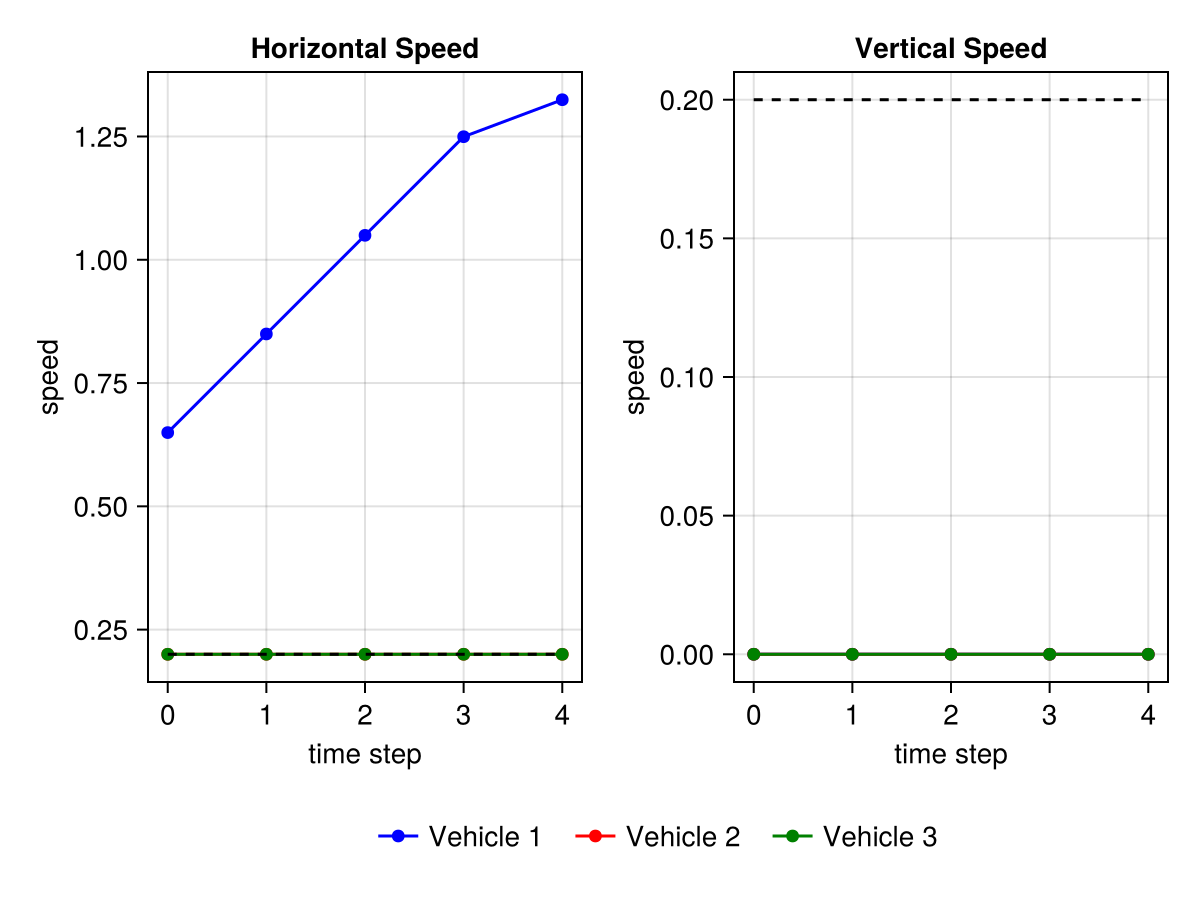 Horizontal Speed
1.25
1.00
0.75
0.50
0.25
speed
0 1 2 3 4
time step
Vertical Speed
0.20
0.15
0.10
0.05
0.00
speed
0 1 2 3 4
time step
Vehicle 1 Vehicle 2 Vehicle 3